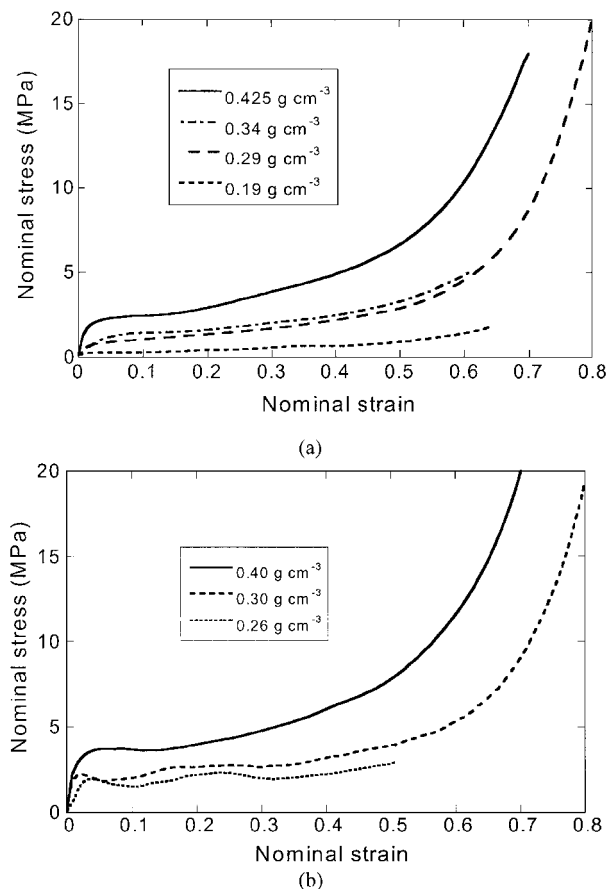 20
15
10
5
0
Nominal stress (MPa)
0.425 g cm⁻³
0.34 g cm⁻³
0.29 g cm⁻³
0.19 g cm⁻³
0 0.1 0.2 0.3 0.4 0.5 0.6 0.7 0.8
Nominal strain
(a)
20
15
10
5
0
Nominal stress (MPa)
0.40 g cm⁻³
0.30 g cm⁻³
0.26 g cm⁻³
0 0.1 0.2 0.3 0.4 0.5 0.6 0.7 0.8
Nominal strain
(b)